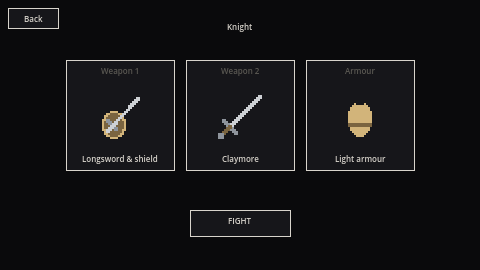 Back
Knight
Weapon 1
Weapon 2
Armour
Longsword & shield
Claymore
Light armour
FIGHT